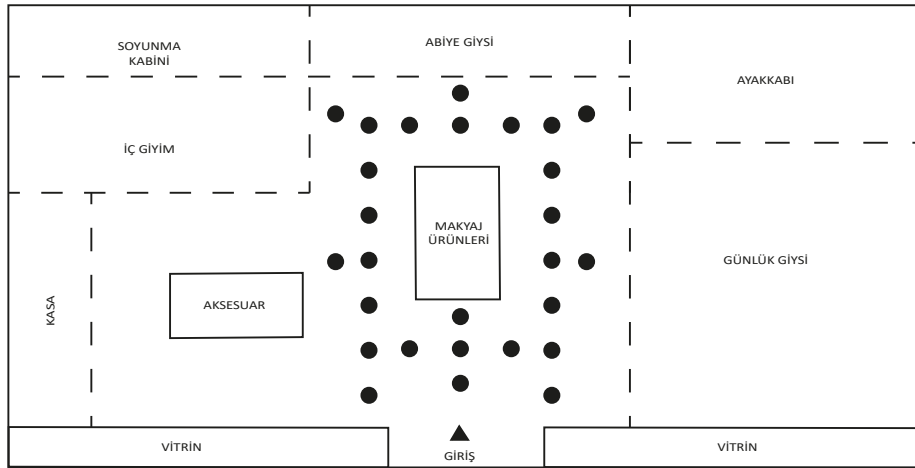 SOYUNMA
KABİNİ
ABİYE GİYSİ
AYAKKABI
İÇ GİYİM
MAKYAJ
ÜRÜNLERİ
GÜNLÜK GİYSİ
KASA
AKSESUAR
VİTRİN
GİRİŞ
VİTRİN